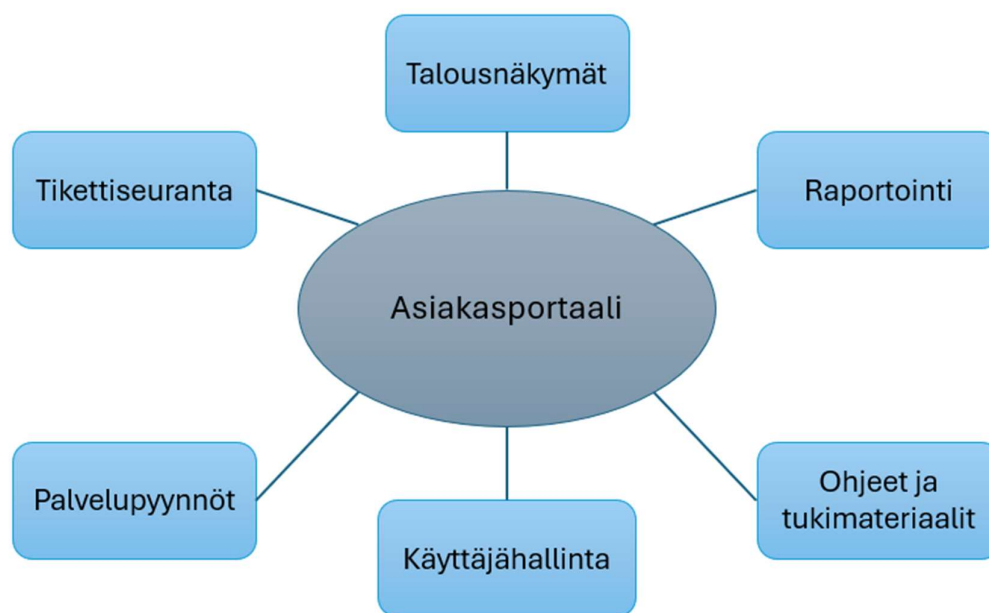 Talousnäkymät
Tikettiseuranta
Raportointi
Asiakasportaali
Palvelupyynnöt
Ohjeet ja
tukimateriaalit
Käyttäjähallinta